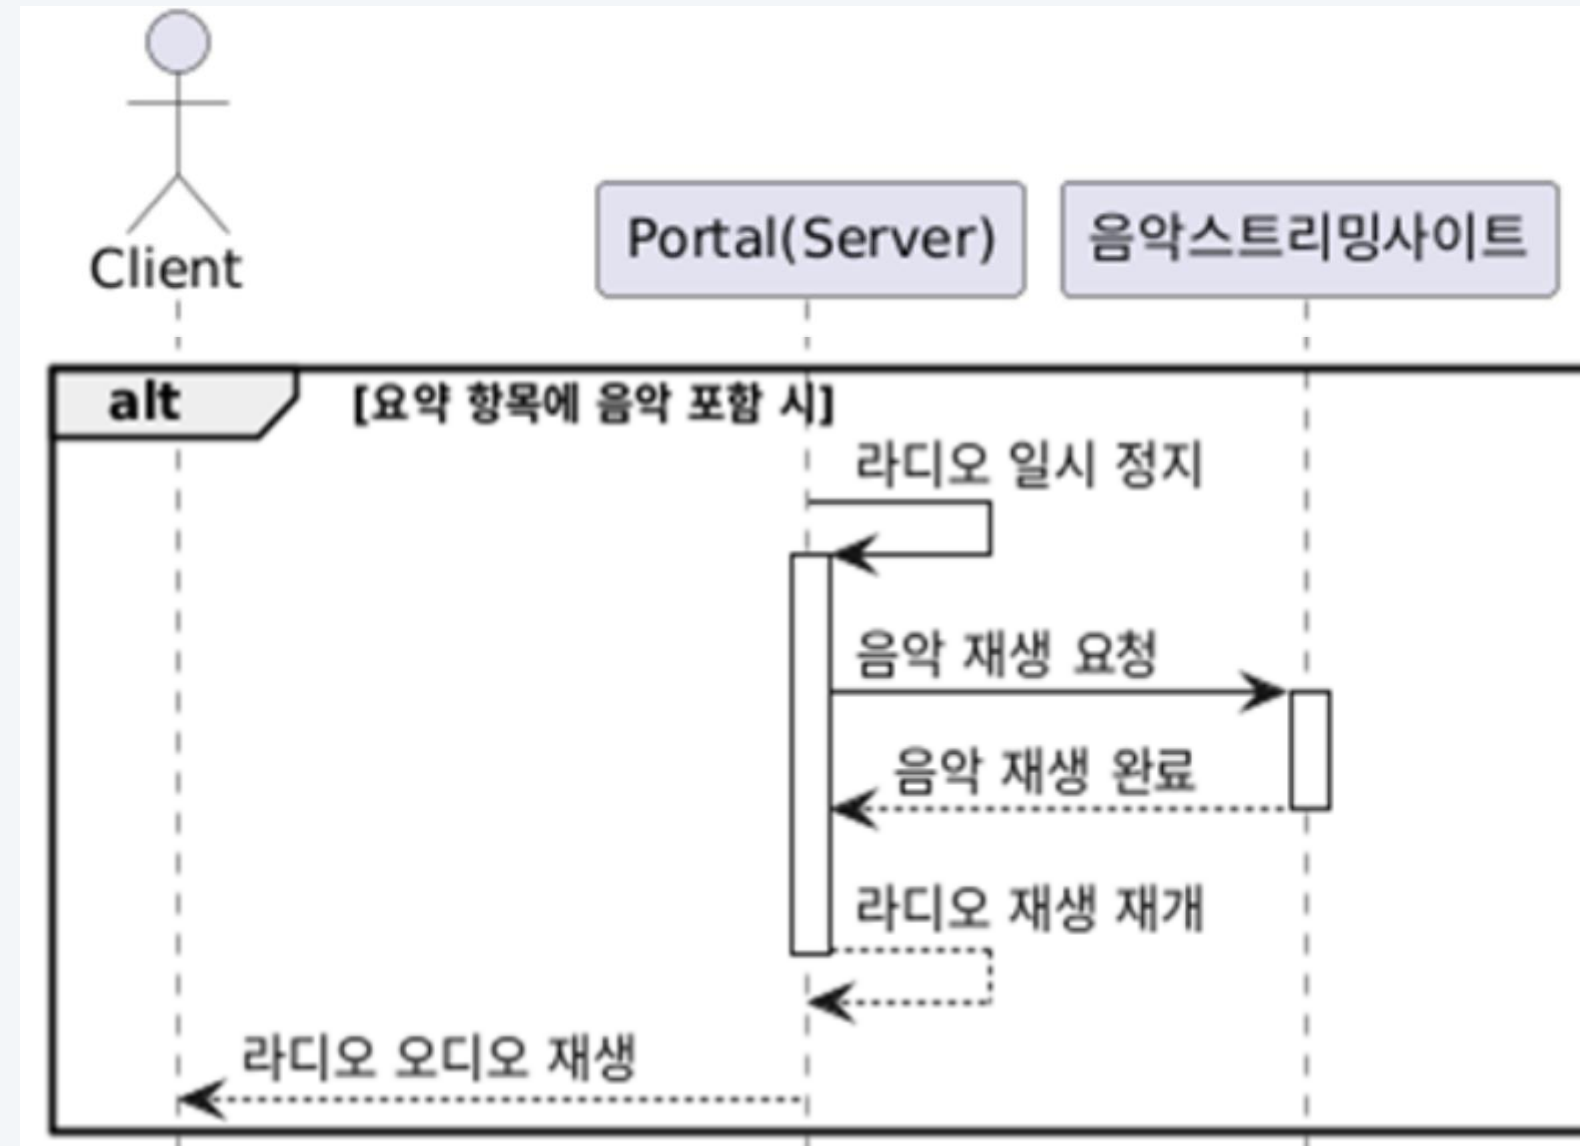 Client
Portal(Server)
음악스트리밍사이트
alt
[요약 항목에 음악 포함 시]
라디오 일시 정지
음악 재생 요청
음악 재생 완료
라디오 재생 재개
라디오 오디오 재생